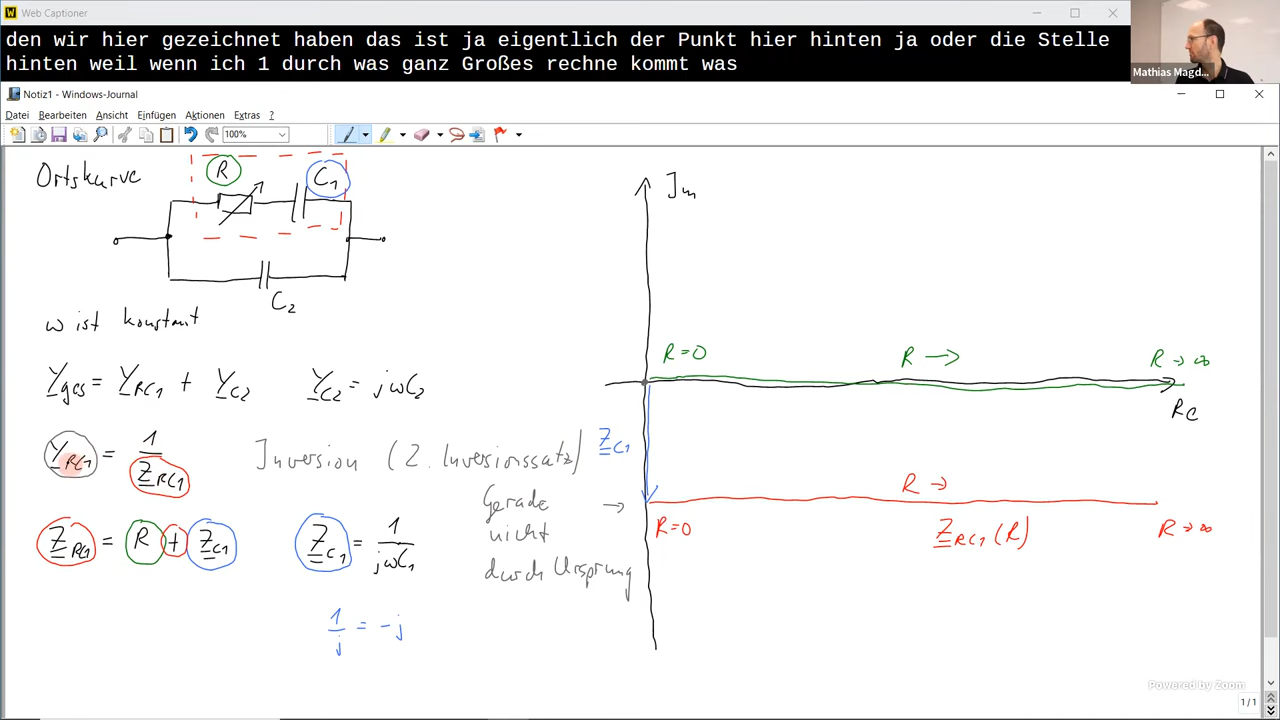 Web Captioner
den wir hier gezeichnet haben das ist ja eigentlich der Punkt hier hinten ja oder die Stelle
hinten weil wenn ich 1 durch was ganz Großes rechne kommt was
Mathias Magd...
Notiz1 - Windows-Journal
Datei Bearbeiten Ansicht Einfügen Aktionen Extras ?
100%
Ortskurve
R
C1
C2
ω ist konstant
Yges = YRC1 + YC2
YC2 = jωC2
YRC1 = 1/ZRC1
Inversion (2. Inversionssatz)
Gerade →
nicht
durch Ursprung
ZRC1 = R + ZC1
ZC1 = 1/jωC1
1/j = -j
Im
R=0
R →
R → ∞
Re
ZC1
R →
R=0
ZRC1(R)
R → ∞
Powered by Zoom
1 / 1